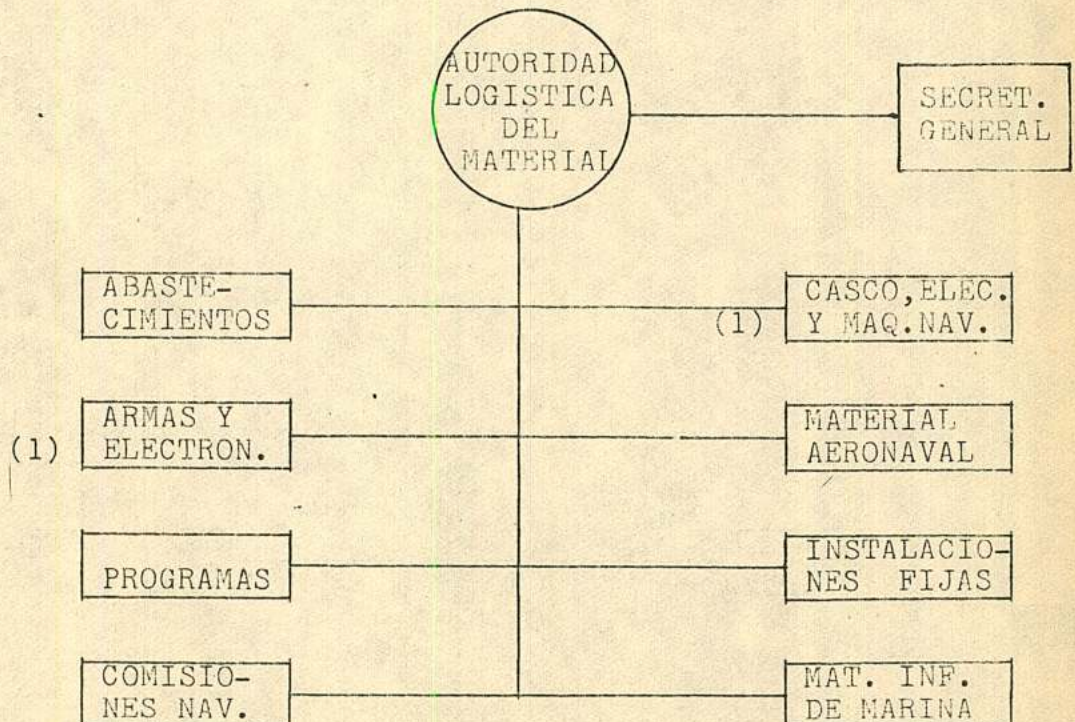 AUTORIDAD
LOGISTICA
DEL
MATERIAL
SECRET.
GENERAL
ABASTE-
CIMIENTOS
(1)
CASCO,ELEC.
Y MAQ.NAV.
(1)
ARMAS Y
ELECTRON.
MATERIAL
AERONAVAL
PROGRAMAS
INSTALACIO-
NES FIJAS
COMISIO-
NES NAV.
MAT. INF.
DE MARINA